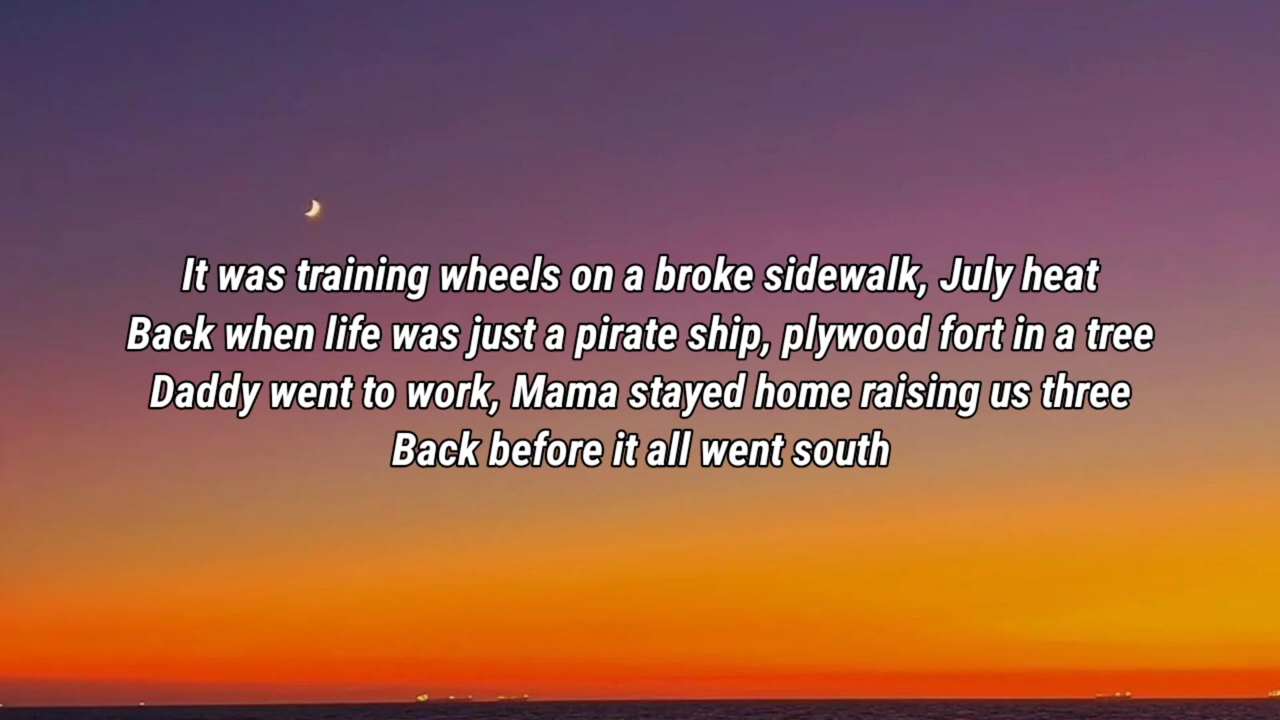 It was training wheels on a broke sidewalk, July heat
Back when life was just a pirate ship, plywood fort in a tree
Daddy went to work, Mama stayed home raising us three
Back before it all went south